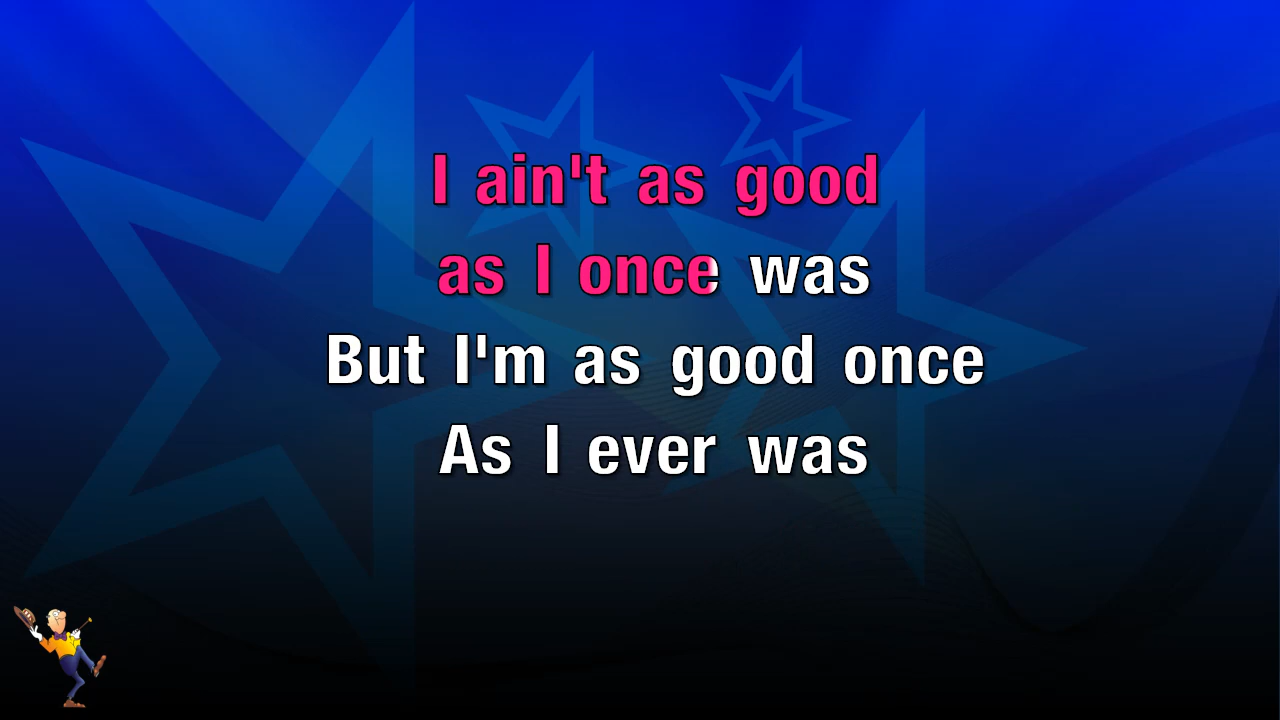 I ain't as good
as I once was
But I'm as good once
As I ever was